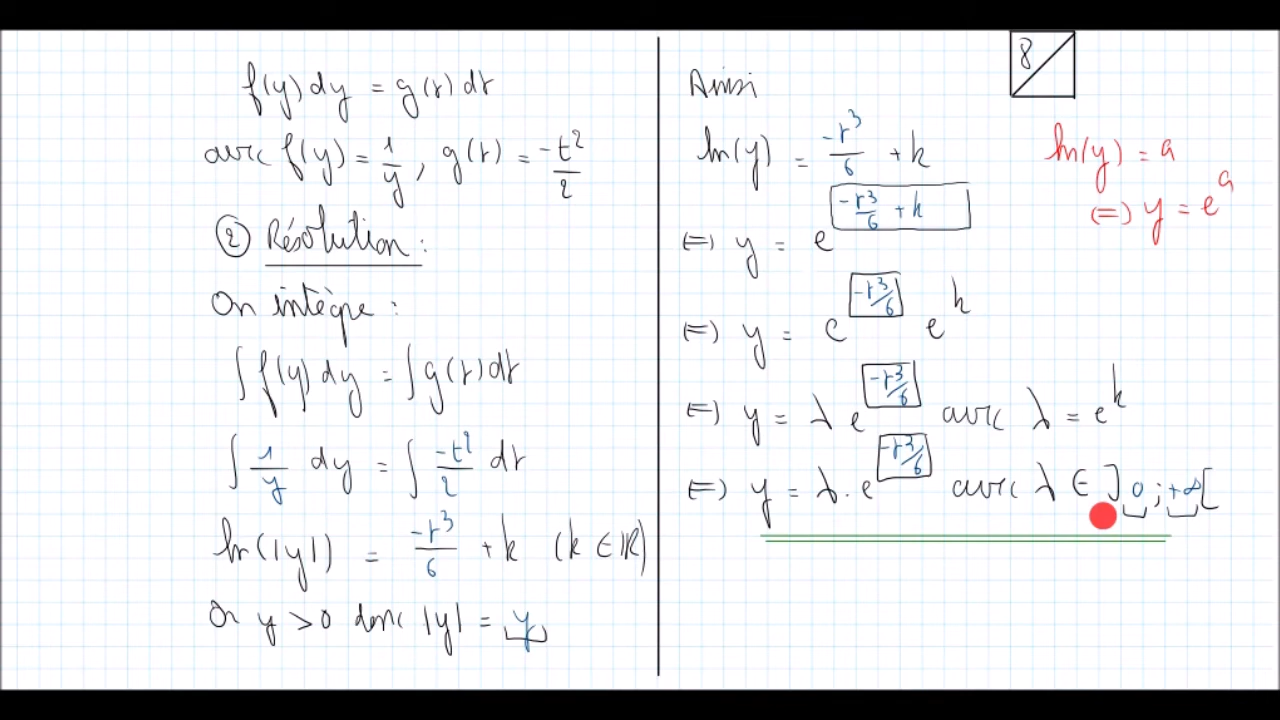 f(y) dy = g(t) dt
avec f(y) = 1/y, g(t) = -t²/2
② Résolution :
On intègre :
∫ f(y) dy = ∫ g(t) dt
∫ 1/y dy = ∫ -t²/2 dt
ln(|y|) = -t³/6 + k (k ∈ ℝ)
Or y > 0 donc |y| = y
8
Ainsi
ln(y) = -t³/6 + k
⇔ y = e^(-t³/6 + k)
⇔ y = e^(-t³/6) e^k
⇔ y = λ e^(-t³/6) avec λ = e^k
⇔ y = λ . e^(-t³/6) avec λ ∈ ]0 ; +∞[
ln(y) = a
⇔ y = e^a